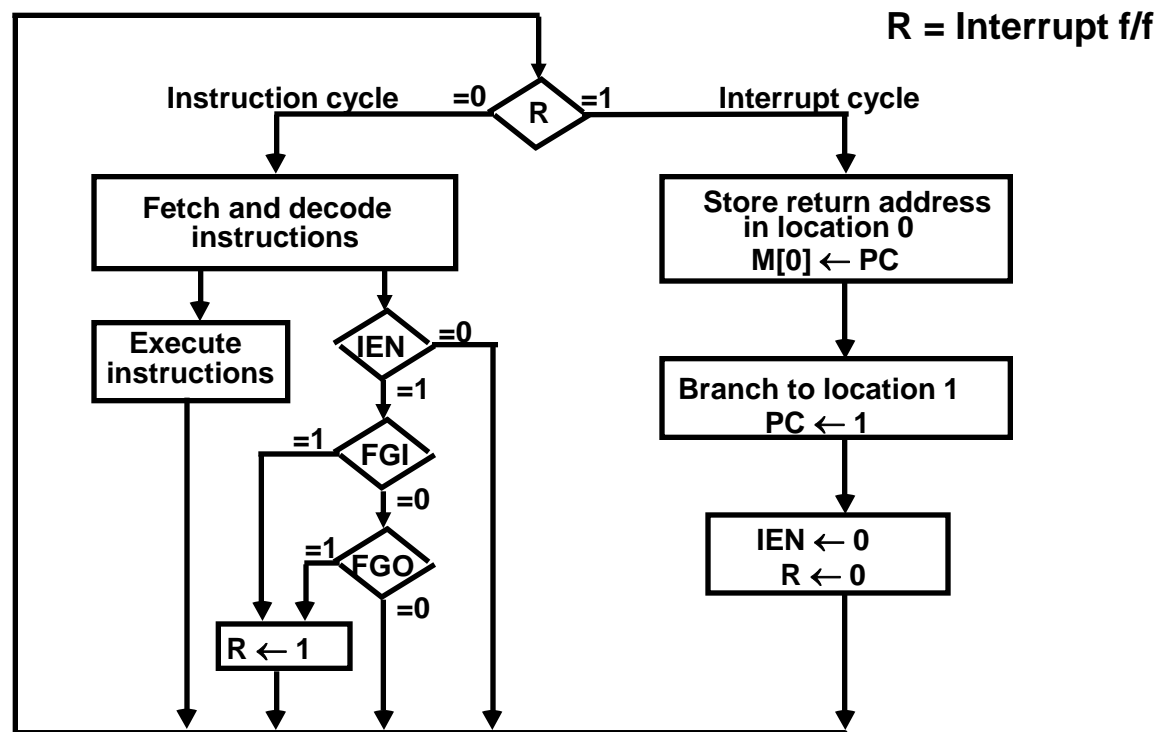 R = Interrupt f/f
Instruction cycle
=0
R
=1
Interrupt cycle
Fetch and decode
instructions
Execute
instructions
IEN
=0
=1
FGI
=1
=0
FGO
=1
=0
R ← 1
Store return address
in location 0
M[0] ← PC
Branch to location 1
PC ← 1
IEN ← 0
R ← 0